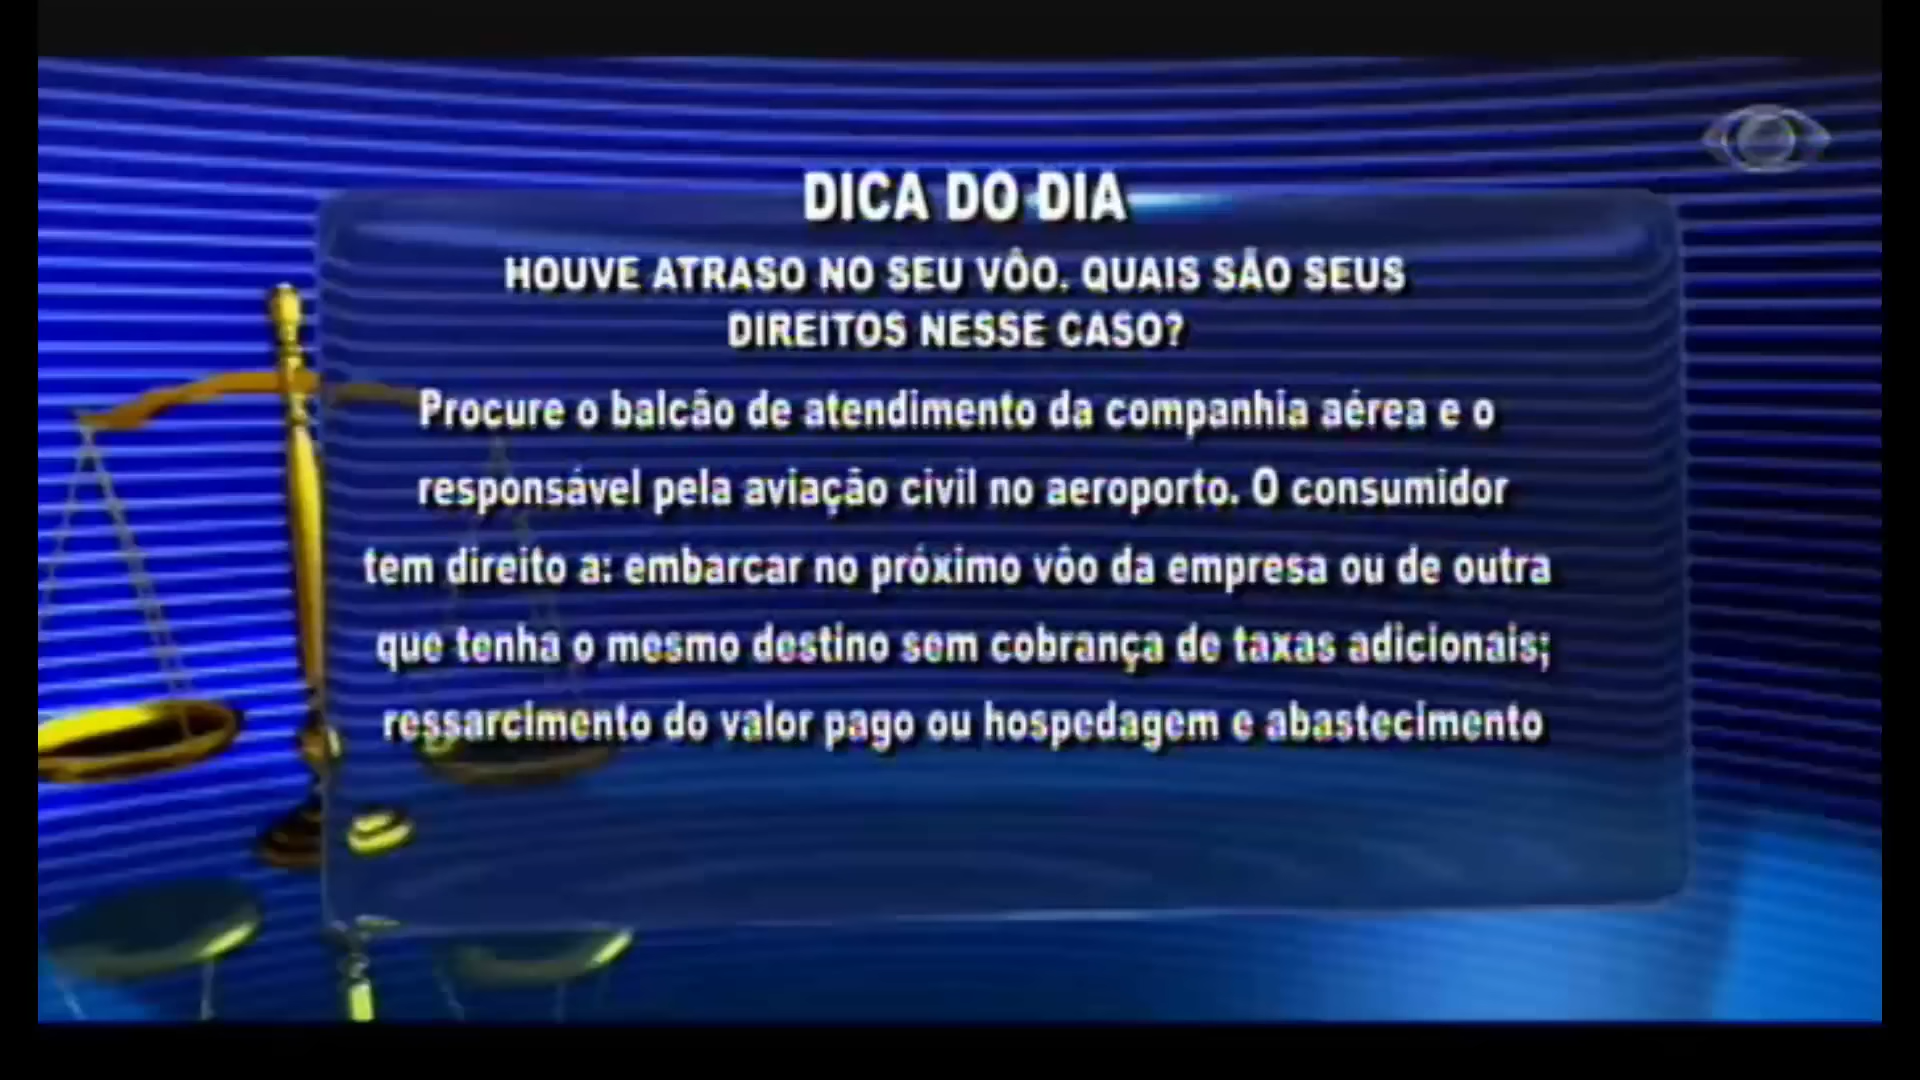 DICA DO DIA
HOUVE ATRASO NO SEU VÔO. QUAIS SÃO SEUS
DIREITOS NESSE CASO?
Procure o balcão de atendimento da companhia aérea e o
responsável pela aviação civil no aeroporto. O consumidor
tem direito a: embarcar no próximo vôo da empresa ou de outra
que tenha o mesmo destino sem cobrança de taxas adicionais;
ressarcimento do valor pago ou hospedagem e abastecimento